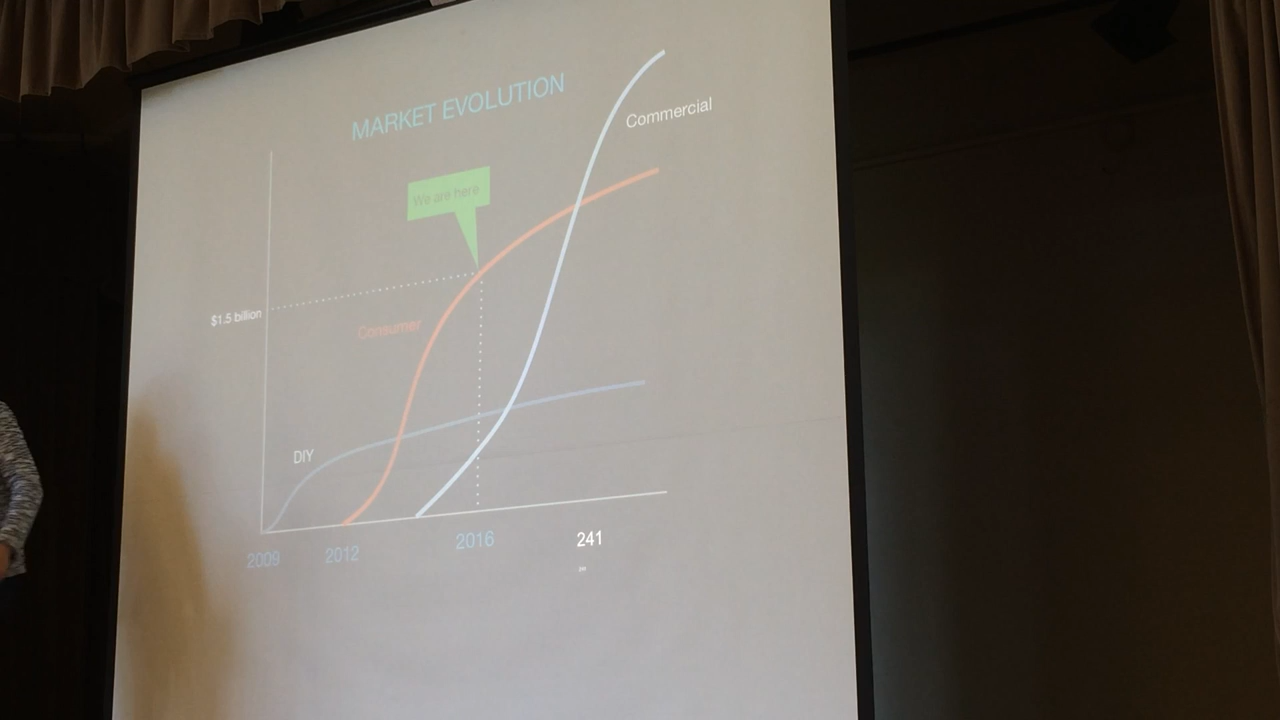 MARKET EVOLUTION
Commercial
We are here
$1.5 billion
Consumer
DIY
2009 2012 2016 241